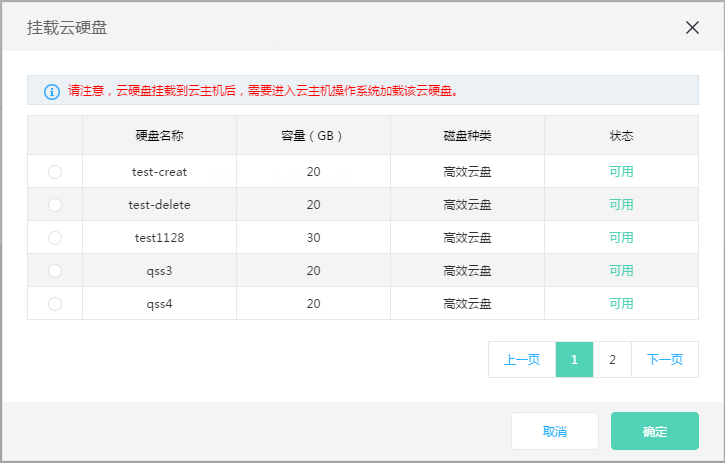 挂载云硬盘
请注意，云硬盘挂载到云主机后，需要进入云主机操作系统加载该云硬盘。
硬盘名称 容量（GB） 磁盘种类 状态
test-creat 20 高效云盘 可用
test-delete 20 高效云盘 可用
test1128 30 高效云盘 可用
qss3 20 高效云盘 可用
qss4 20 高效云盘 可用
上一页 1 2 下一页
取消 确定